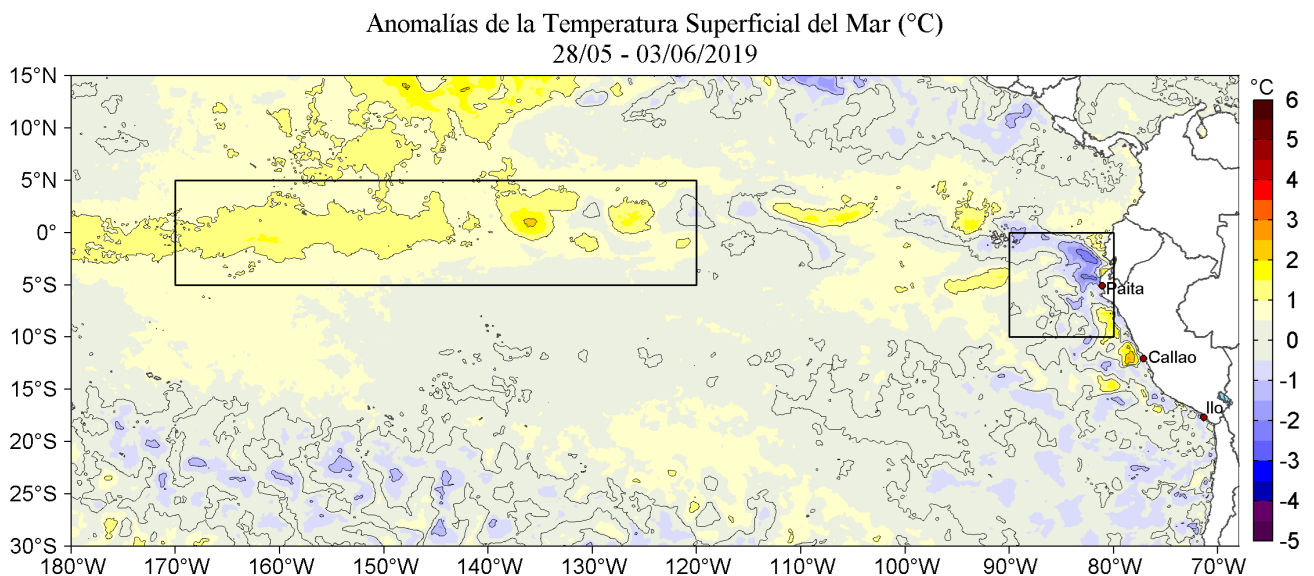 Anomalías de la Temperatura Superficial del Mar (°C)
28/05 - 03/06/2019
15°N
10°N
5°N
0°
5°S
10°S
15°S
20°S
25°S
30°S
180°W
170°W
160°W
150°W
140°W
130°W
120°W
110°W
100°W
90°W
80°W
70°W
Paita
Callao
Ilo
°C
6
5
4
3
2
1
0
-1
-2
-3
-4
-5